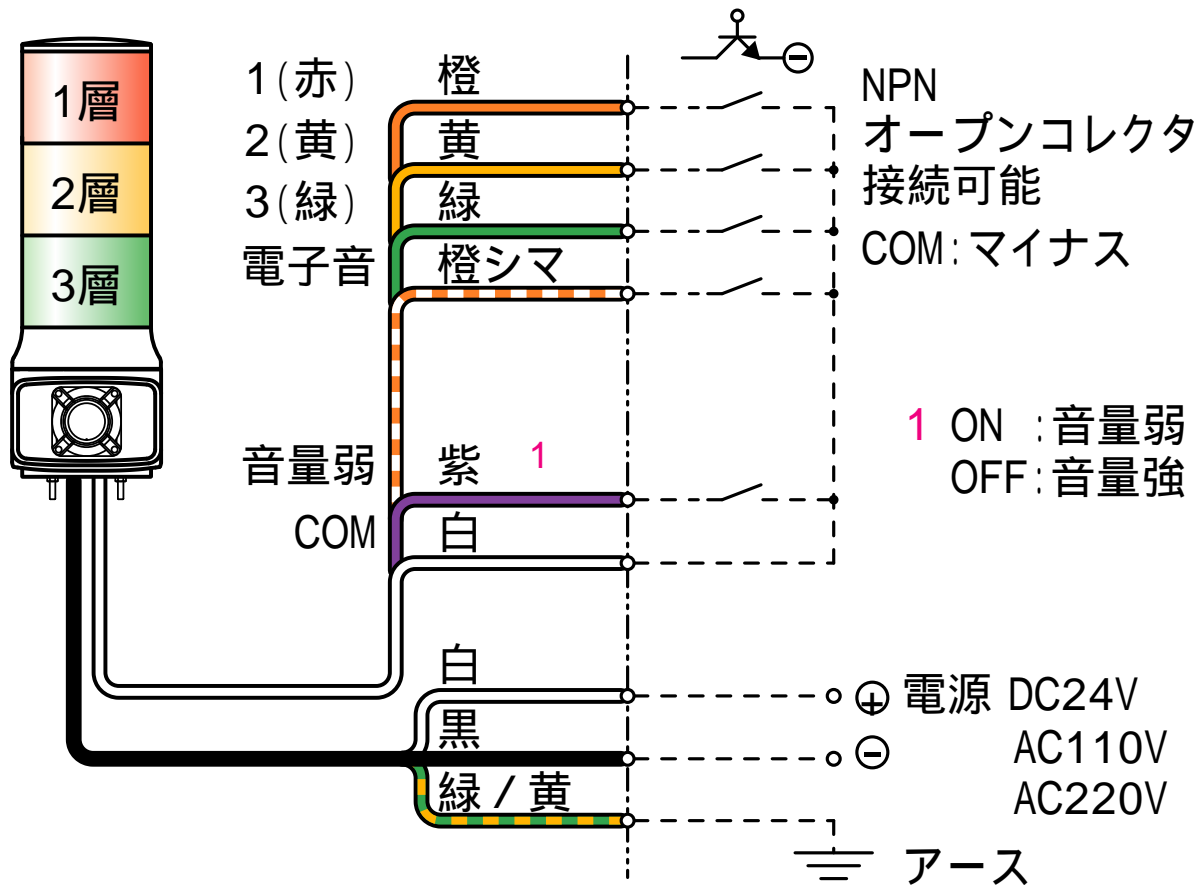 1層
2層
3層
1(赤)
橙
2(黄)
黄
3(緑)
緑
電子音
橙シマ
音量弱
紫
1
COM
白
NPN
オープンコレクタ
接続可能
COM:マイナス
1 ON :音量弱
OFF:音量強
白
黒
緑/黄
+ 電源 DC24V
- AC110V
AC220V
アース